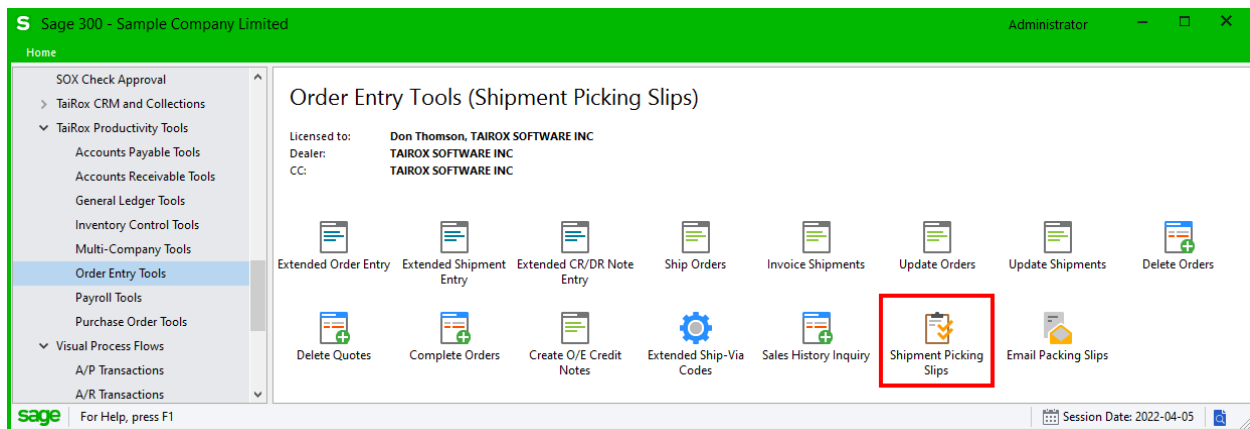 S Sage 300 - Sample Company Limited Administrator
Home
SOX Check Approval
TaiRox CRM and Collections
TaiRox Productivity Tools
Accounts Payable Tools
Accounts Receivable Tools
General Ledger Tools
Inventory Control Tools
Multi-Company Tools
Order Entry Tools
Payroll Tools
Purchase Order Tools
Visual Process Flows
A/P Transactions
A/R Transactions
Order Entry Tools (Shipment Picking Slips)
Licensed to: Don Thomson, TAIROX SOFTWARE INC
Dealer: TAIROX SOFTWARE INC
CC: TAIROX SOFTWARE INC
Extended Order Entry
Extended Shipment
Entry
Extended CR/DR Note
Entry
Ship Orders
Invoice Shipments
Update Orders
Update Shipments
Delete Orders
Delete Quotes
Complete Orders
Create O/E Credit
Notes
Extended Ship-Via
Codes
Sales History Inquiry
Shipment Picking
Slips
Email Packing Slips
sage For Help, press F1 Session Date: 2022-04-05